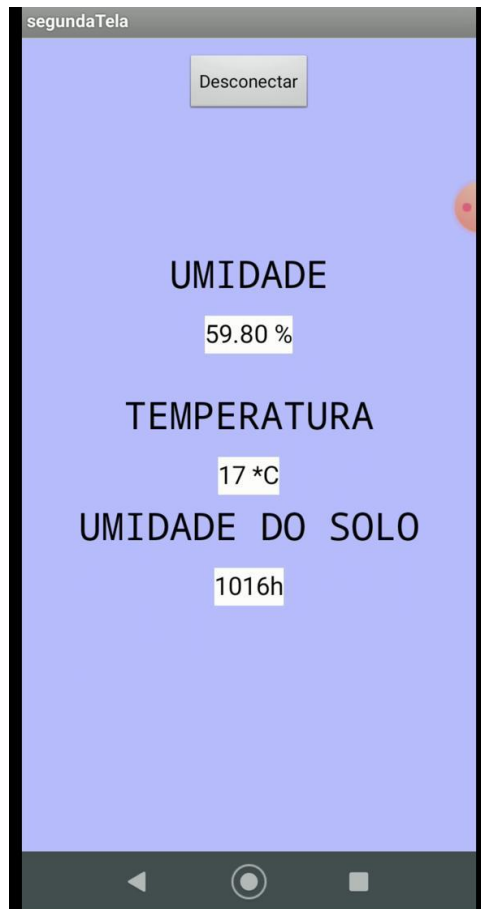 segundaTela
Desconectar
UMIDADE
59.80 %
TEMPERATURA
17 *C
UMIDADE DO SOLO
1016h